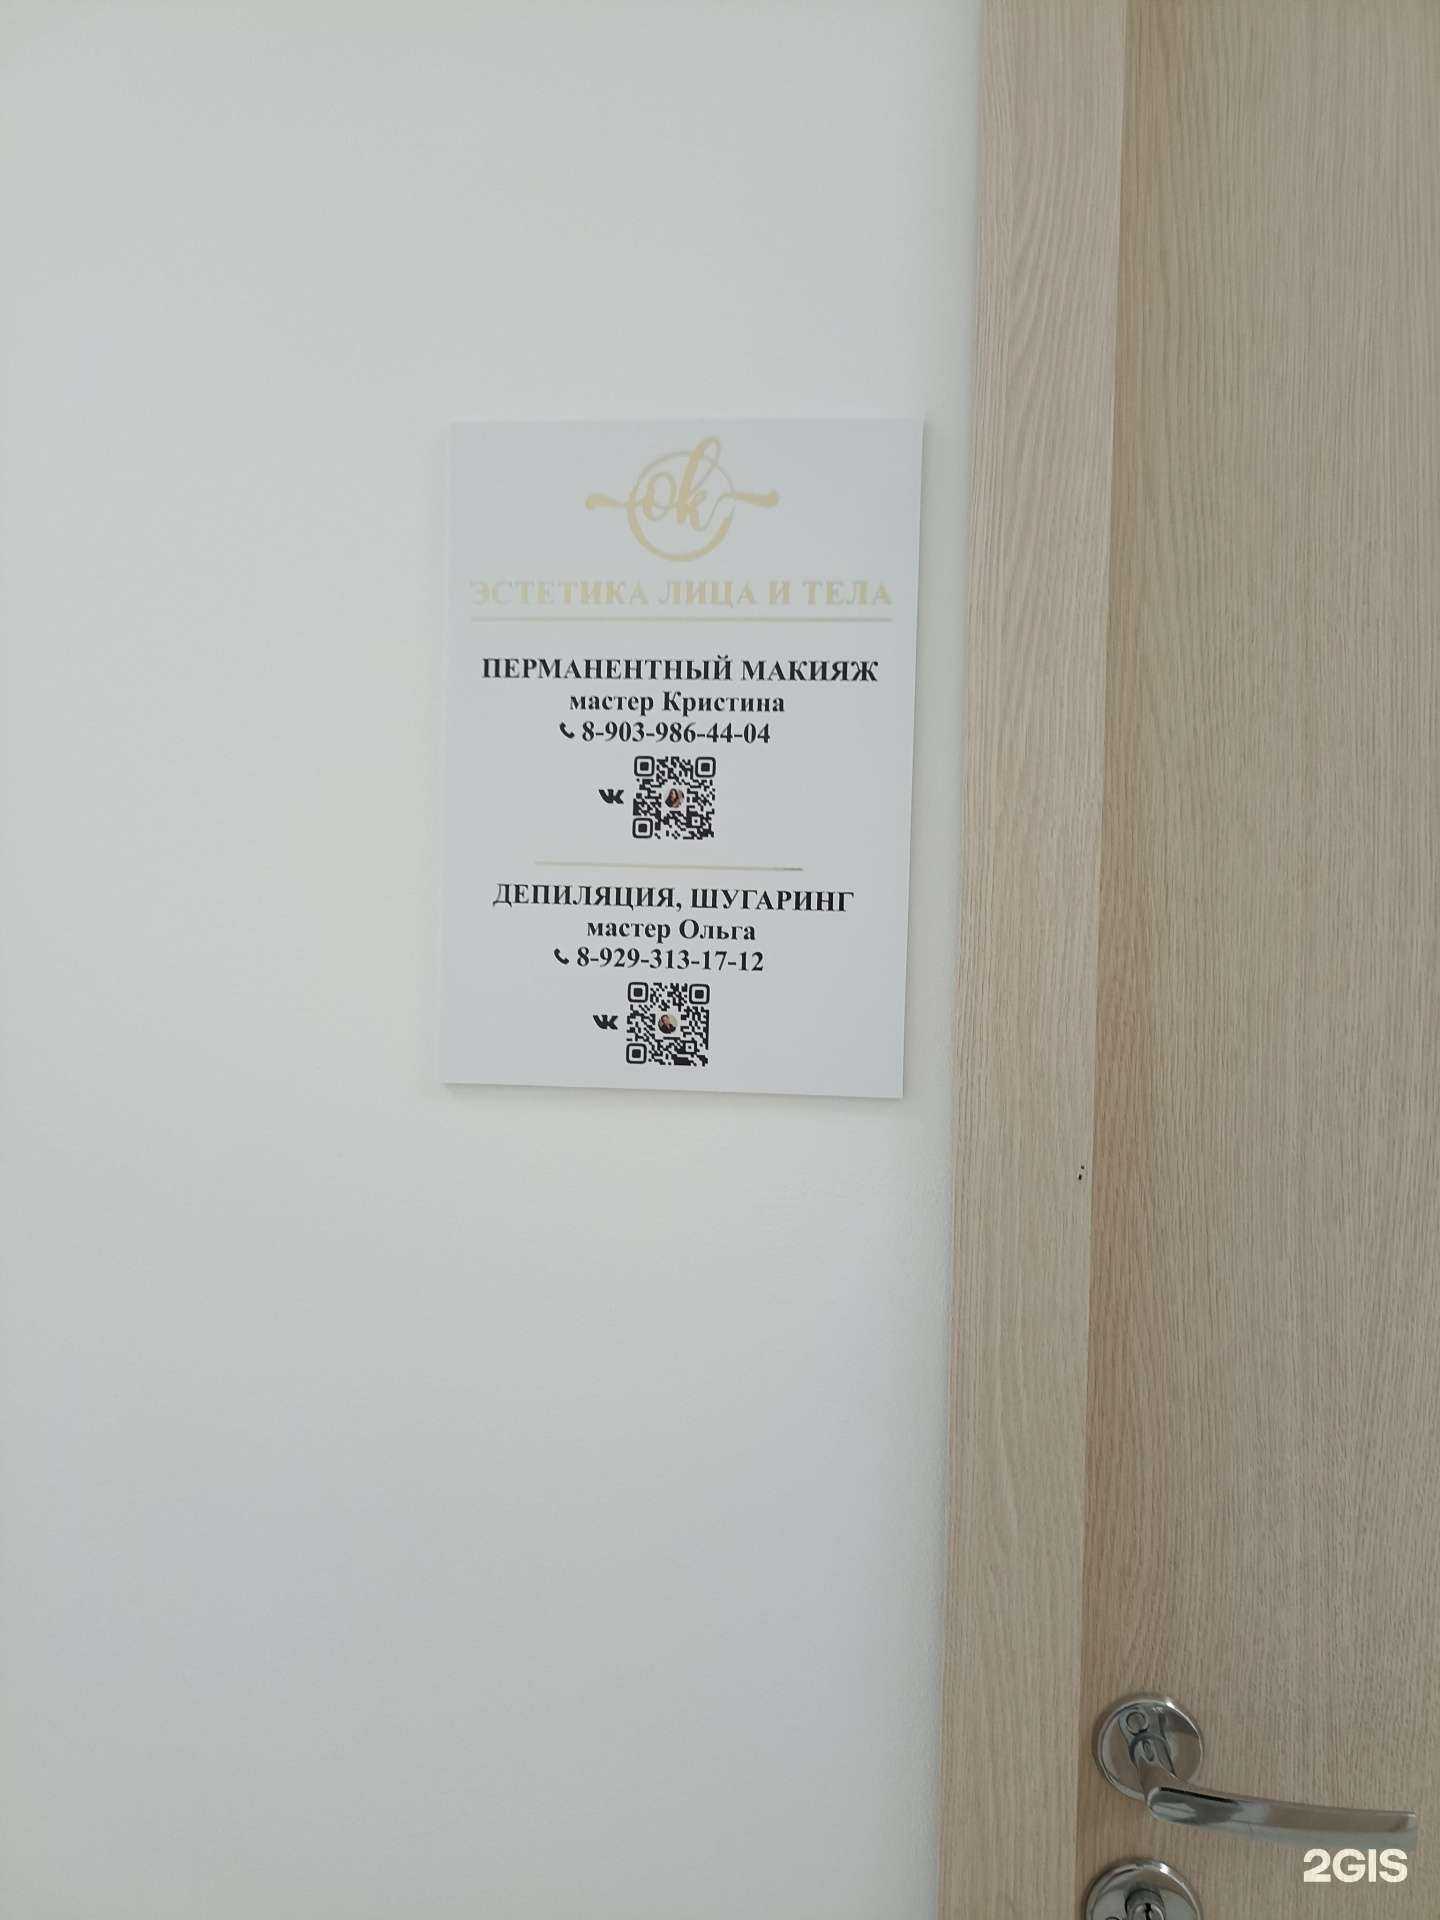 ok
ЭСТЕТИКА ЛИЦА И ТЕЛА
ПЕРМАНЕНТНЫЙ МАКИЯЖ
мастер Кристина
8-903-986-44-04
ДЕПИЛЯЦИЯ, ШУГАРИНГ
мастер Ольга
8-929-313-17-12
2GIS